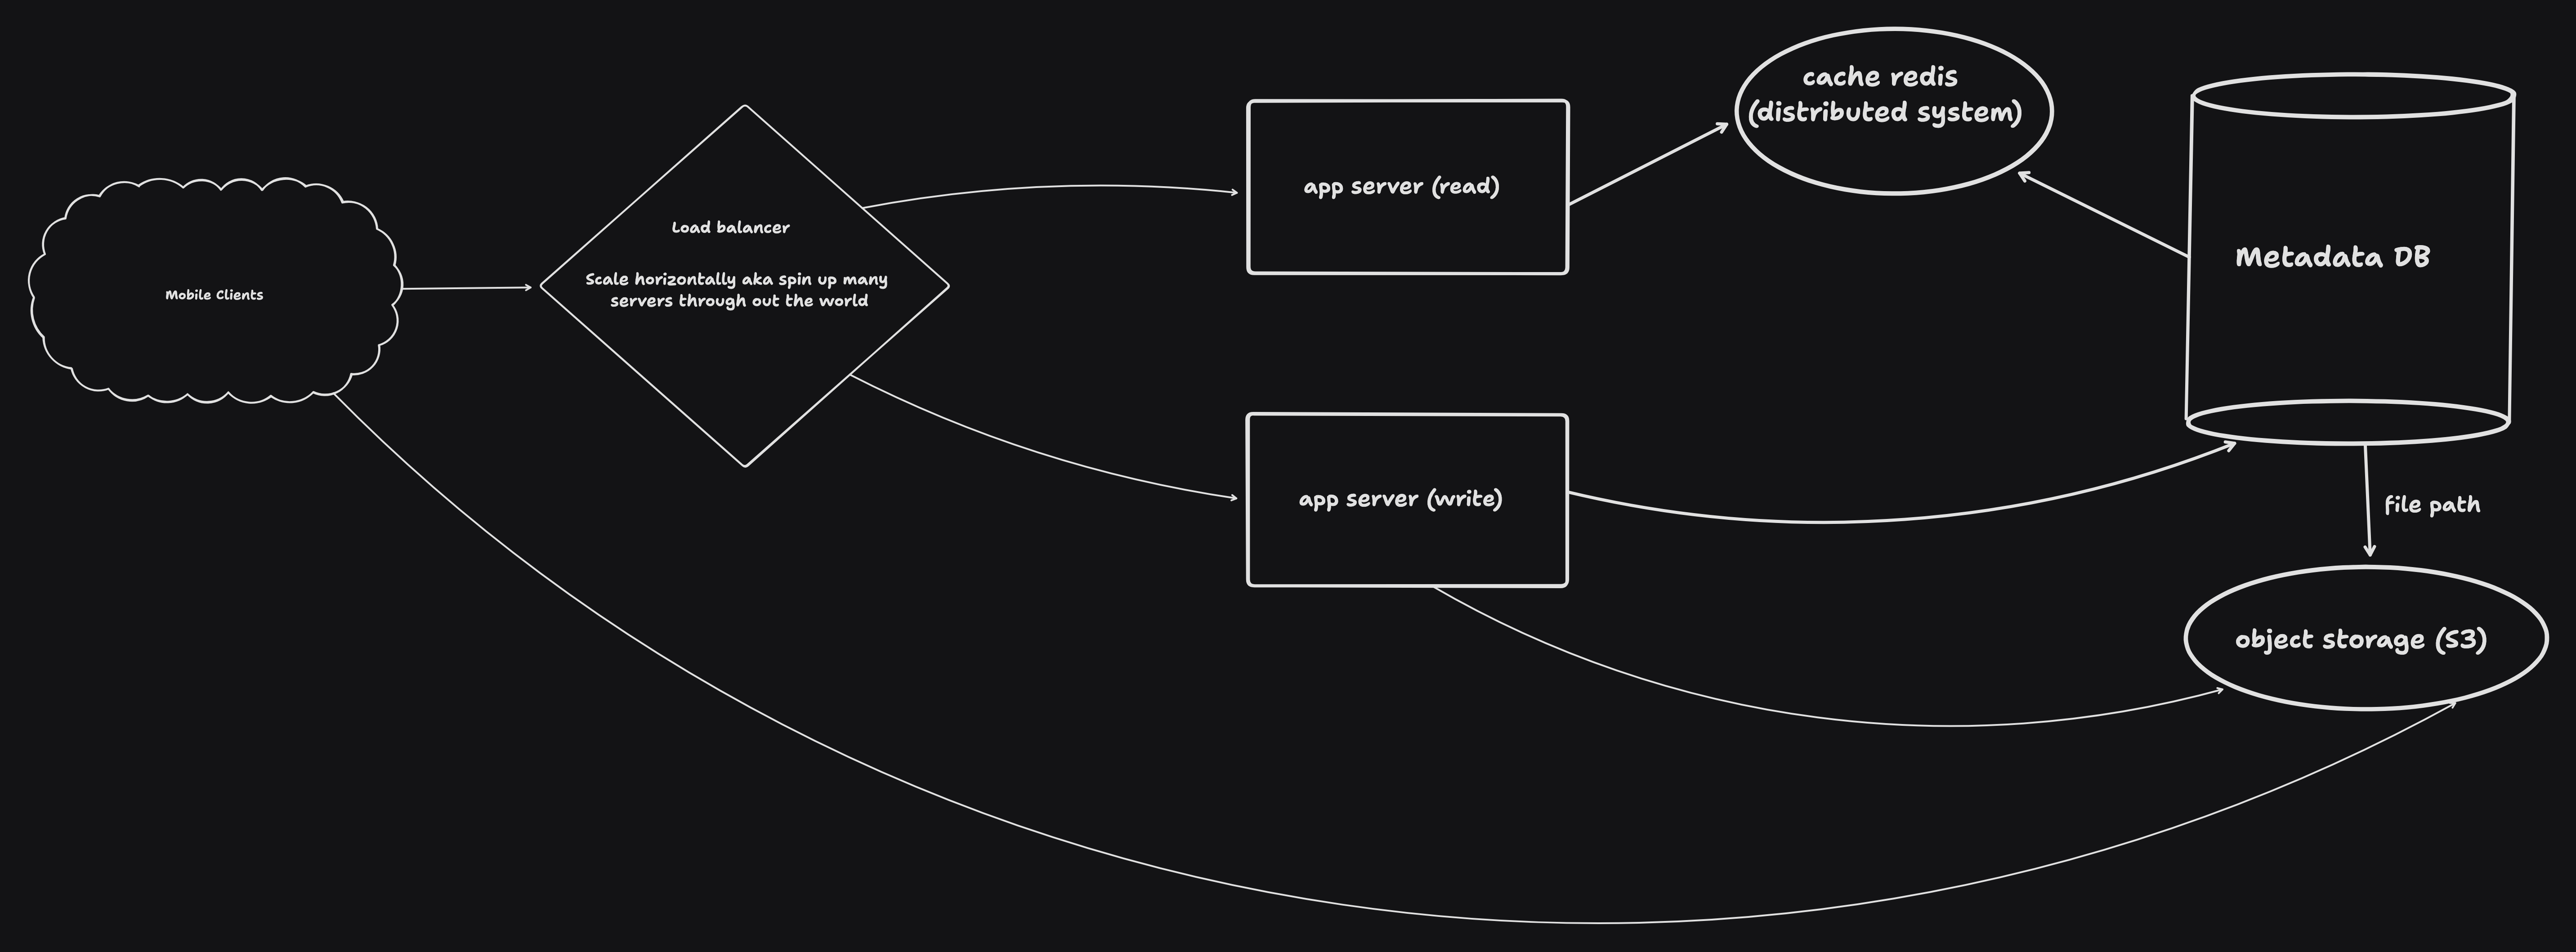 Mobile Clients
Load balancer
Scale horizontally aka spin up many
servers through out the world
app server (read)
app server (write)
cache redis
(distributed system)
Metadata DB
file path
object storage (S3)